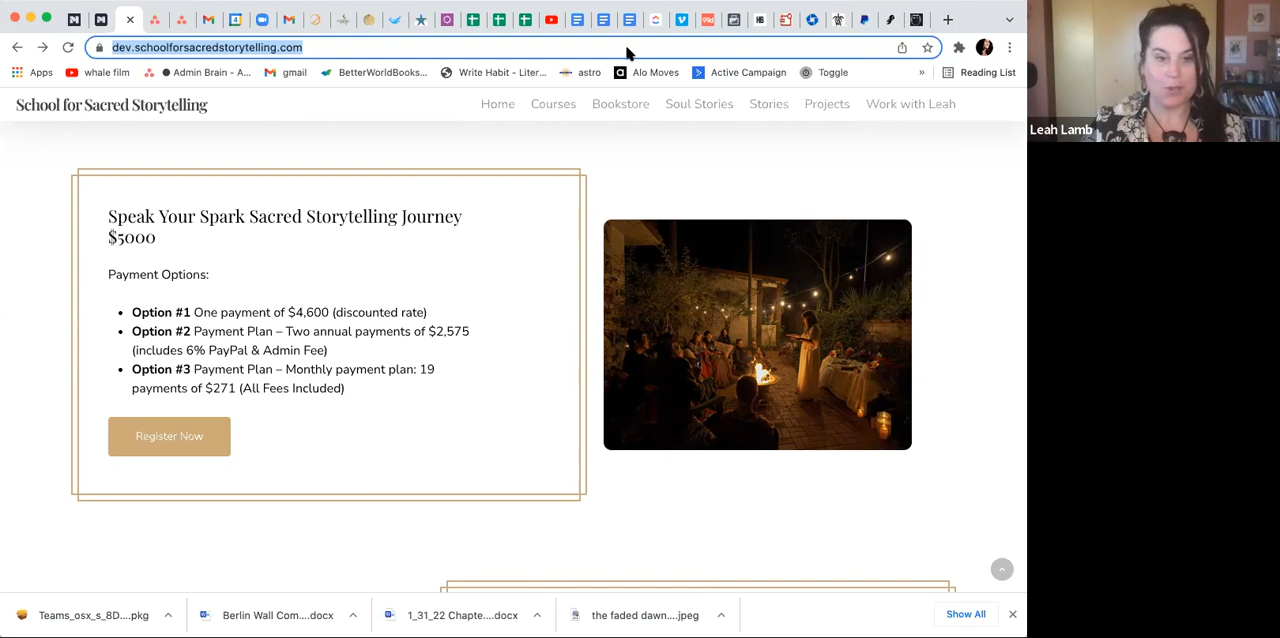 dev.schoolforsacredstorytelling.com
Apps
whale film
Admin Brain - A...
gmail
BetterWorldBooks...
Write Habit - Liter...
astro
Alo Moves
Active Campaign
Toggle
»
Reading List
School for Sacred Storytelling
Home
Courses
Bookstore
Soul Stories
Stories
Projects
Work with Leah
Leah Lamb
Speak Your Spark Sacred Storytelling Journey
$5000
Payment Options:
• Option #1 One payment of $4,600 (discounted rate)
• Option #2 Payment Plan – Two annual payments of $2,575
(includes 6% PayPal & Admin Fee)
• Option #3 Payment Plan – Monthly payment plan: 19
payments of $271 (All Fees Included)
Register Now
Teams_osx_s_8D....pkg
Berlin Wall Com....docx
1_31_22 Chapte....docx
the faded dawn....jpeg
Show All